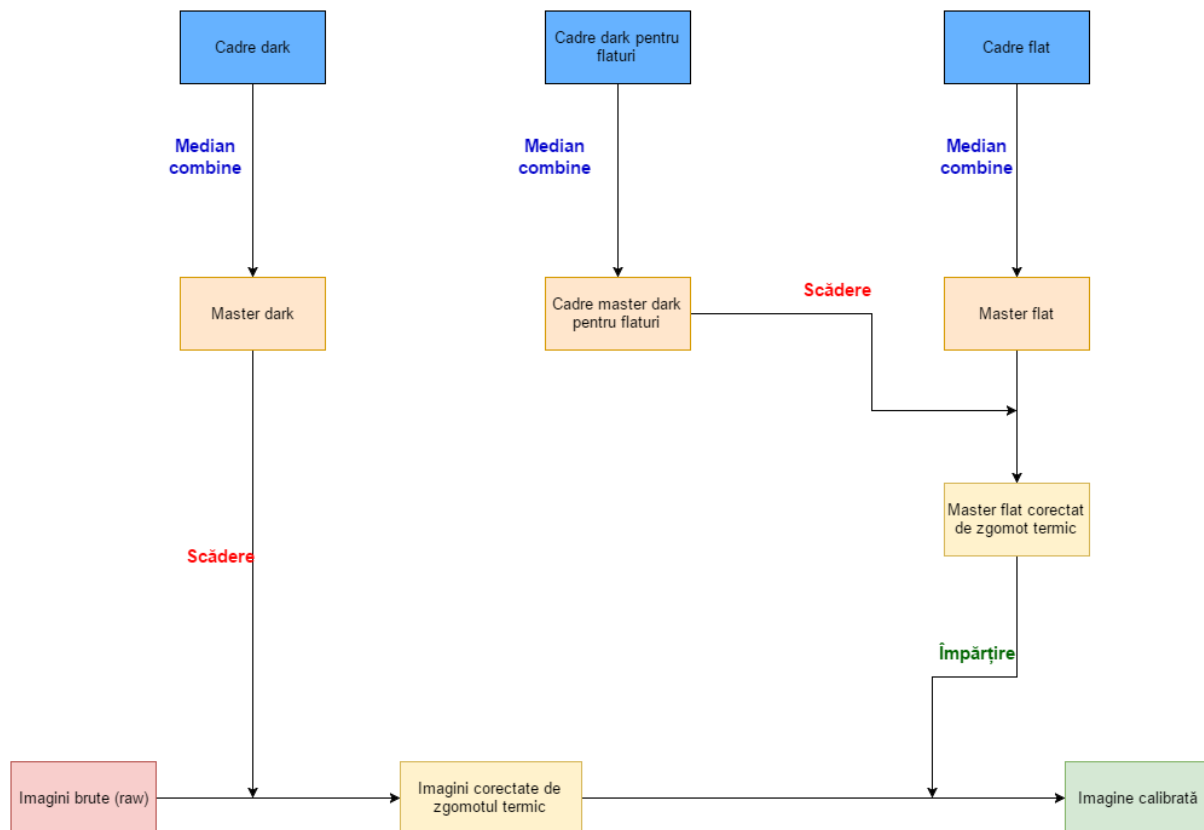 Cadre dark
Cadre dark pentru
flaturi
Cadre flat
Median
combine
Median
combine
Median
combine
Master dark
Cadre master dark
pentru flaturi
Scădere
Master flat
Master flat corectat
de zgomot termic
Scădere
Împărțire
Imagini brute (raw)
Imagini corectate de
zgomotul termic
Imagine calibrată